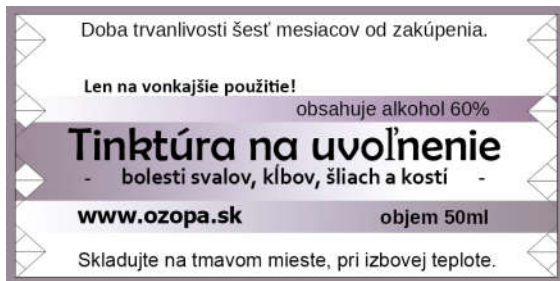 Doba trvanlivosti šesť mesiacov od zakúpenia.
Len na vonkajšie použitie!
obsahuje alkohol 60%
Tinktúra na uvoľnenie
- bolesti svalov, kĺbov, šliach a kostí -
www.ozopa.sk objem 50ml
Skladujte na tmavom mieste, pri izbovej teplote.